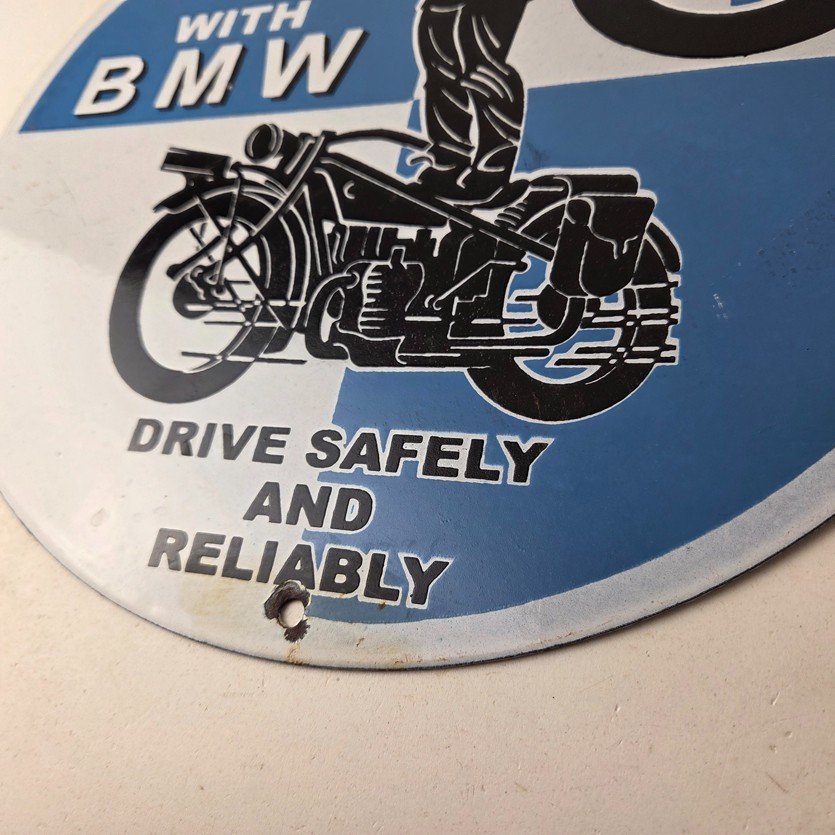 WITH
BMW
DRIVE SAFELY
AND
RELIABLY